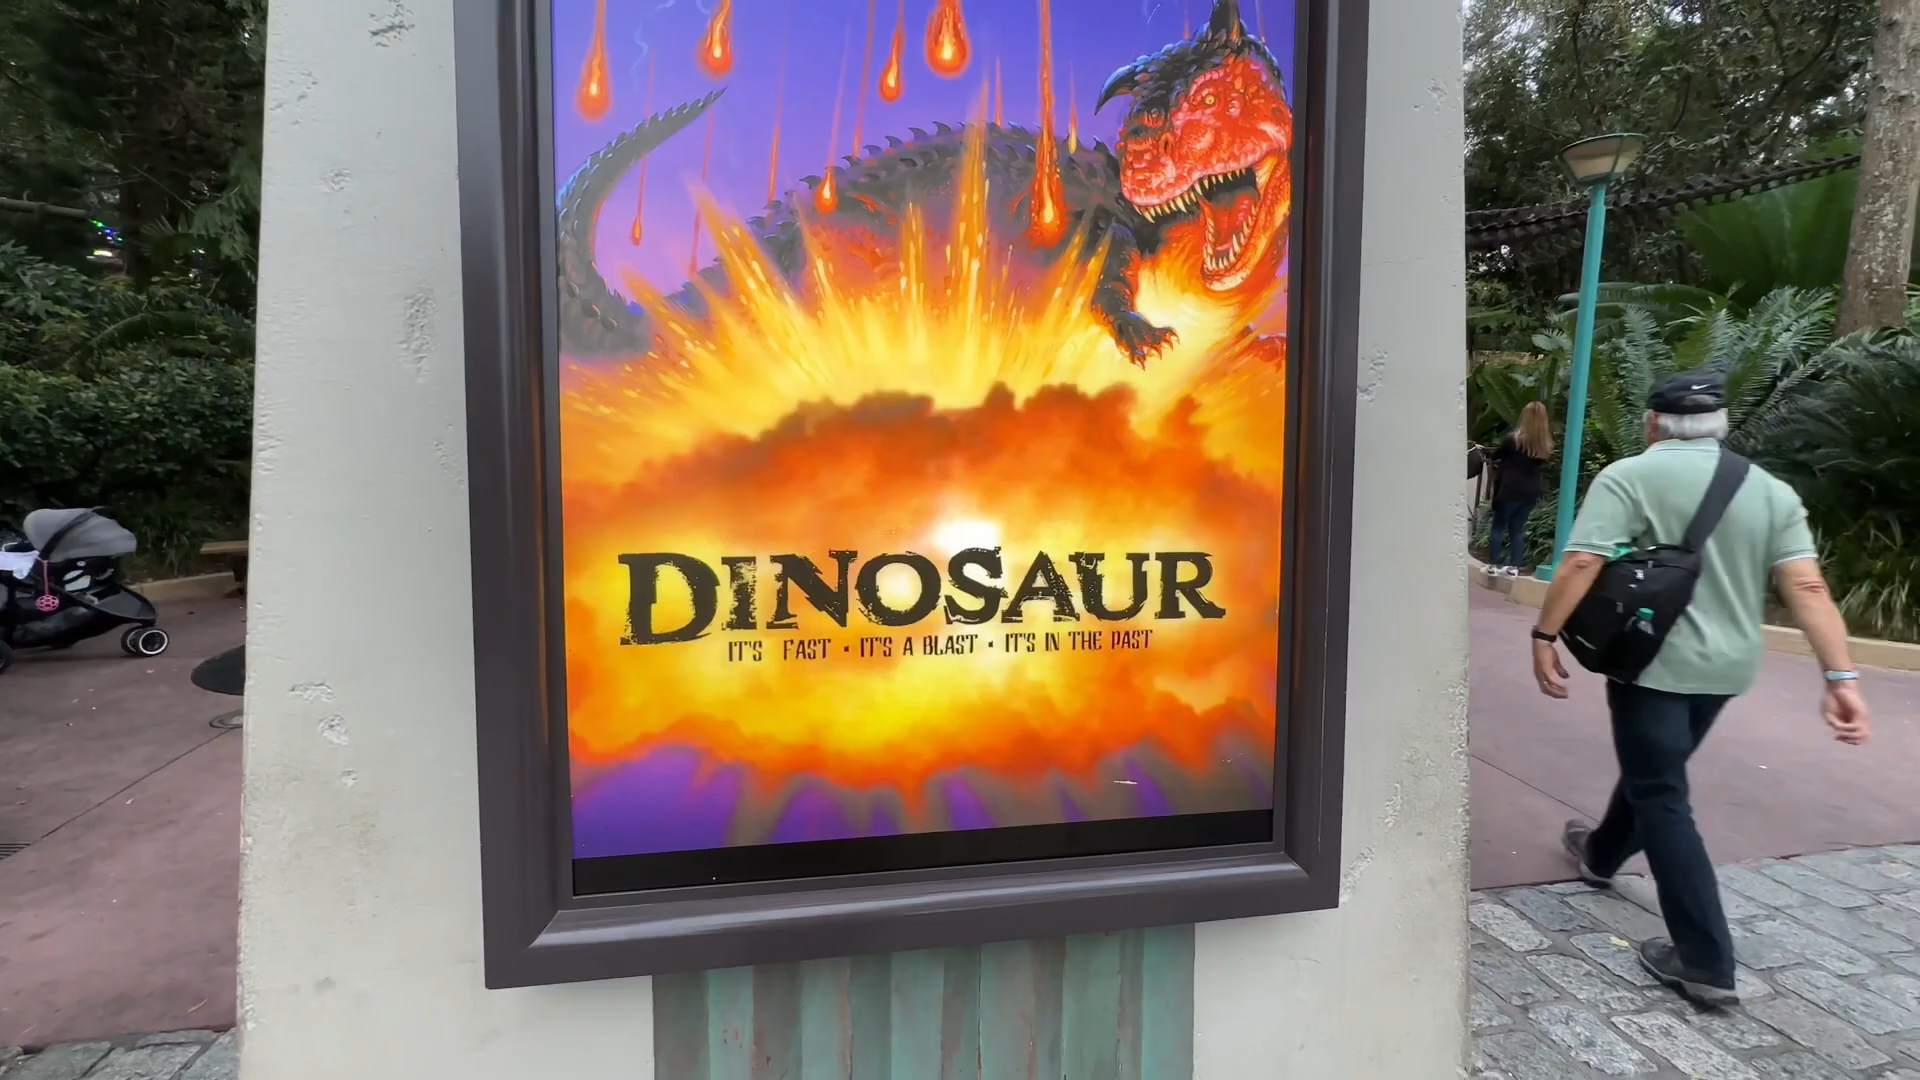 DINOSAUR
IT'S FAST • IT'S A BLAST • IT'S IN THE PAST